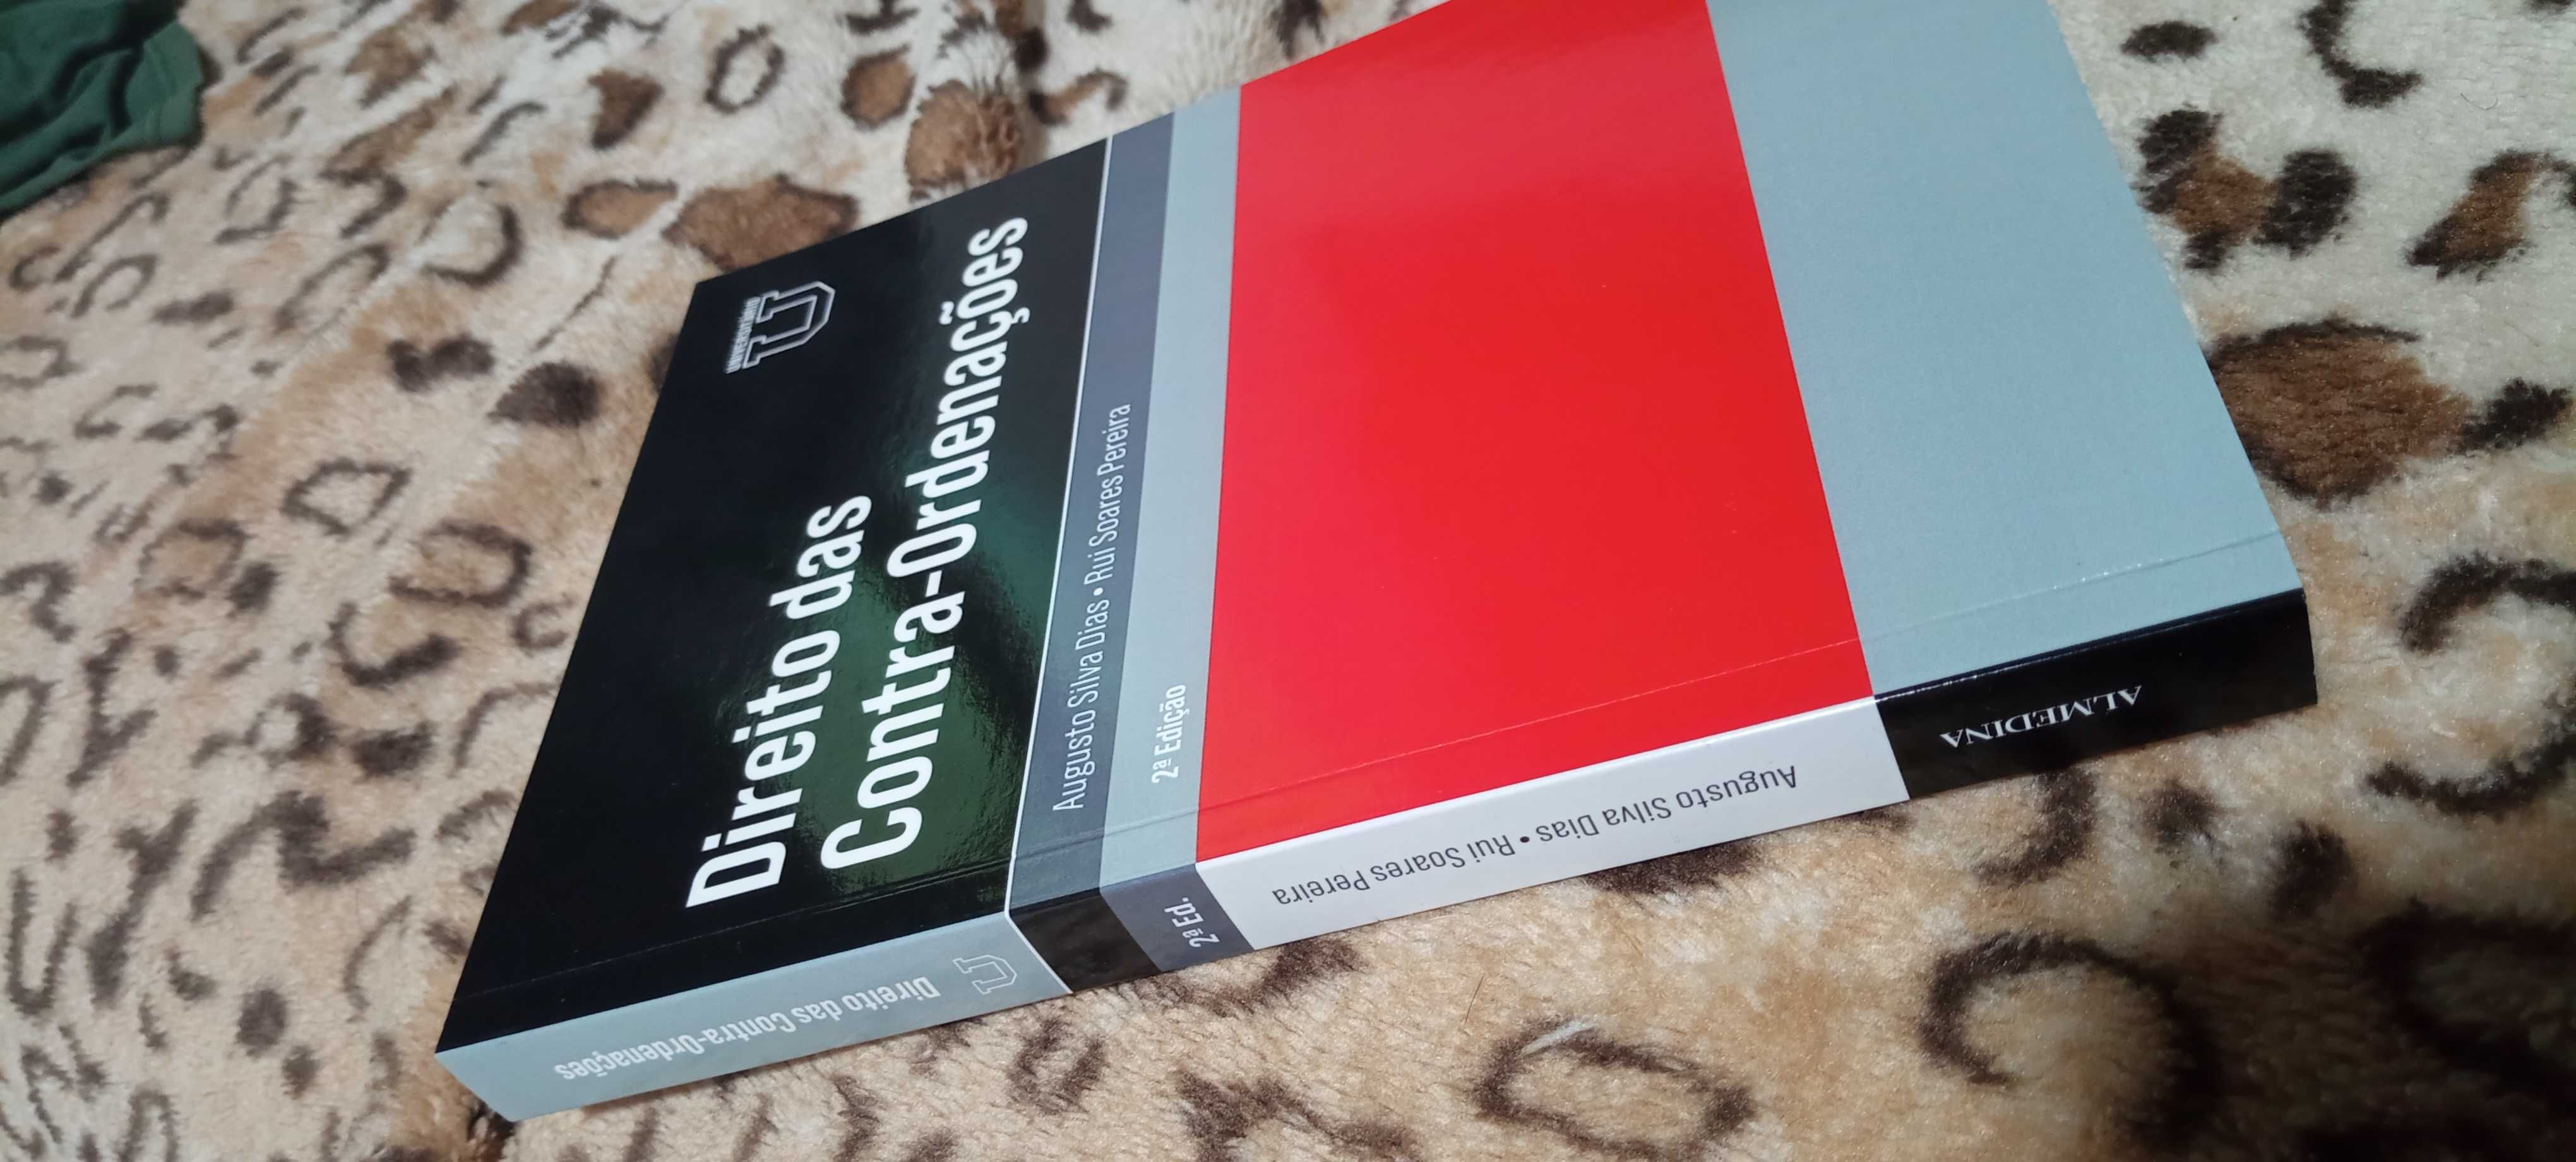 UNIVERSITÁRIO
U
Direito das
Contra-Ordenações
Augusto Silva Dias • Rui Soares Pereira
2ª Edição
Direito das Contra-Ordenações
U
2ª Ed.
Augusto Silva Dias • Rui Soares Pereira
ALMEDINA